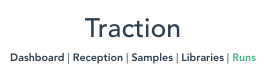 Traction
Dashboard | Reception | Samples | Libraries | Runs